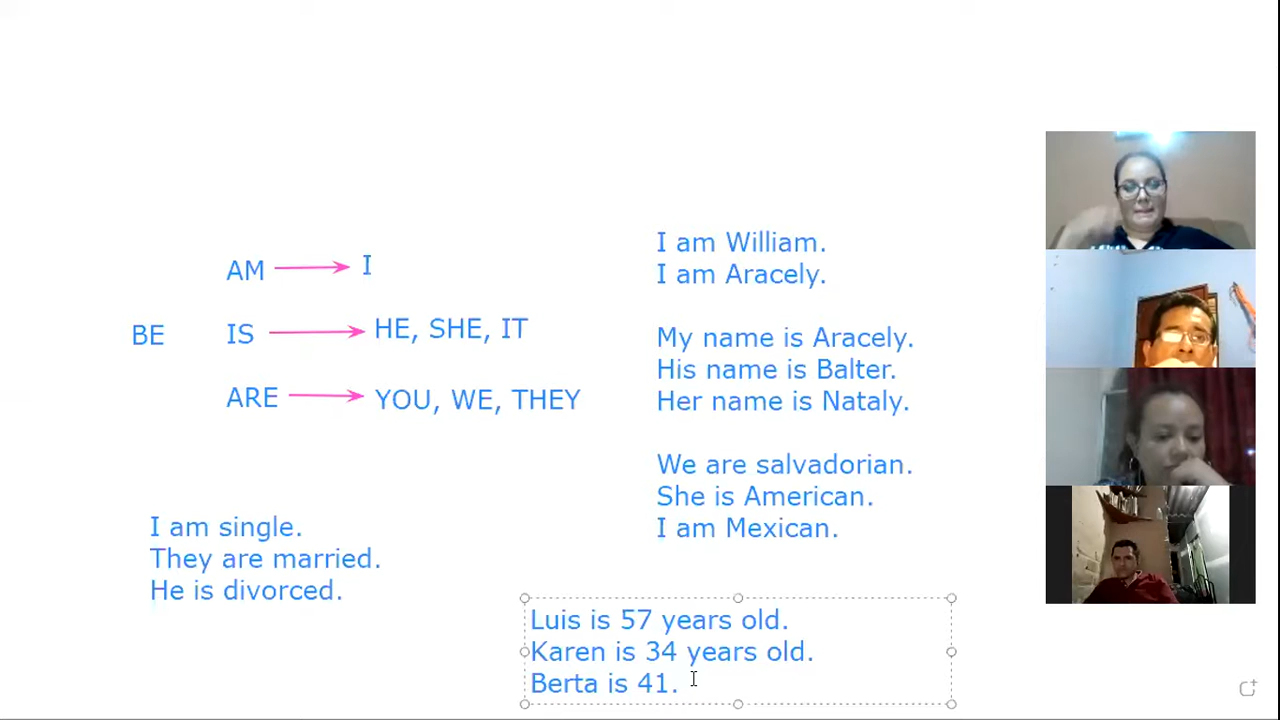 AM I
BE IS HE, SHE, IT
ARE YOU, WE, THEY
I am William.
I am Aracely.
My name is Aracely.
His name is Balter.
Her name is Nataly.
We are salvadorian.
She is American.
I am Mexican.
I am single.
They are married.
He is divorced.
Luis is 57 years old.
Karen is 34 years old.
Berta is 41.